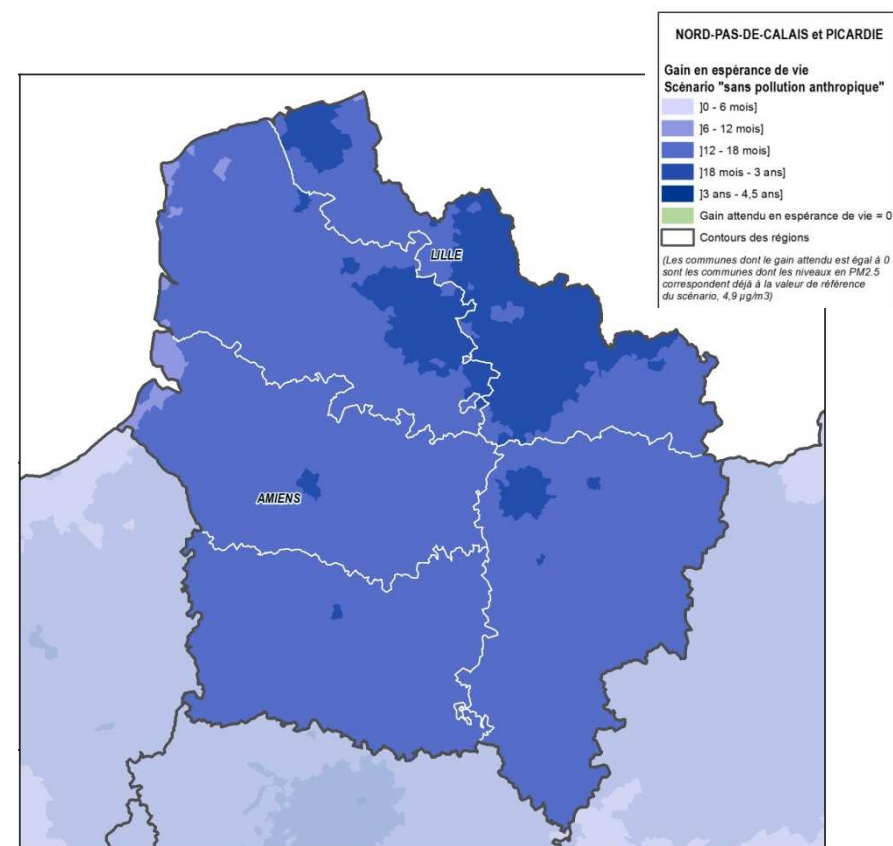 NORD-PAS-DE-CALAIS et PICARDIE
Gain en espérance de vie
Scénario "sans pollution anthropique"
]0 - 6 mois]
]6 - 12 mois]
]12 - 18 mois]
]18 mois - 3 ans]
]3 ans - 4,5 ans]
Gain attendu en espérance de vie = 0
Contours des régions
(Les communes dont le gain attendu est égal à 0
sont les communes dont les niveaux en PM2.5
correspondent déjà à la valeur de référence
du scénario, 4,9 µg/m3)
LILLE
AMIENS